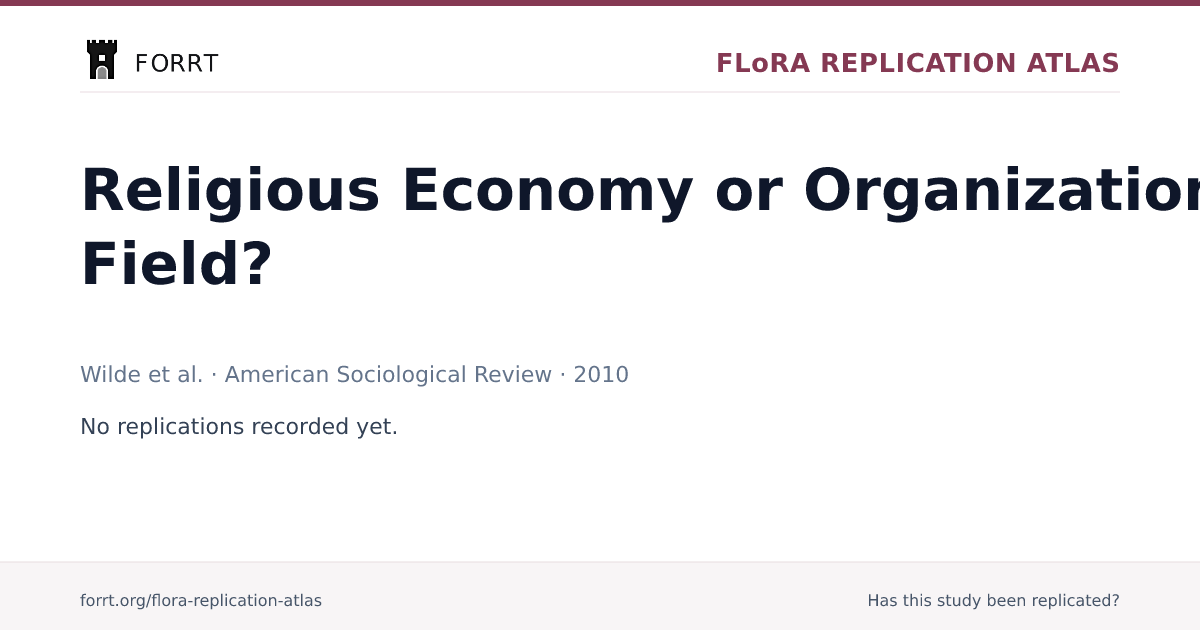 FORRT
FLoRA REPLICATION ATLAS
Religious Economy or
Field?
Wilde et al. · American Sociological Review · 2010
No replications recorded yet.
forrt.org/flora-replication-atlas
Has this study been replicated?